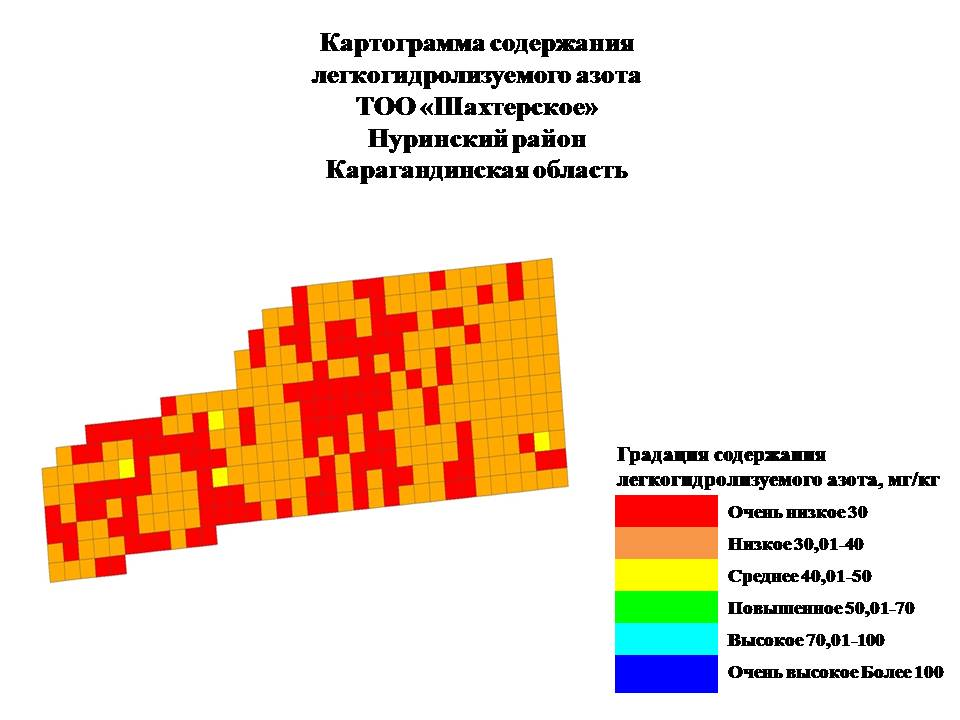 Картограмма содержания
легкогидролизуемого азота
ТОО «Шахтерское»
Нуринский район
Карагандинская область
Градация содержания
легкогидролизуемого азота, мг/кг
Очень низкое 30
Низкое 30,01-40
Среднее 40,01-50
Повышенное 50,01-70
Высокое 70,01-100
Очень высокое Более 100